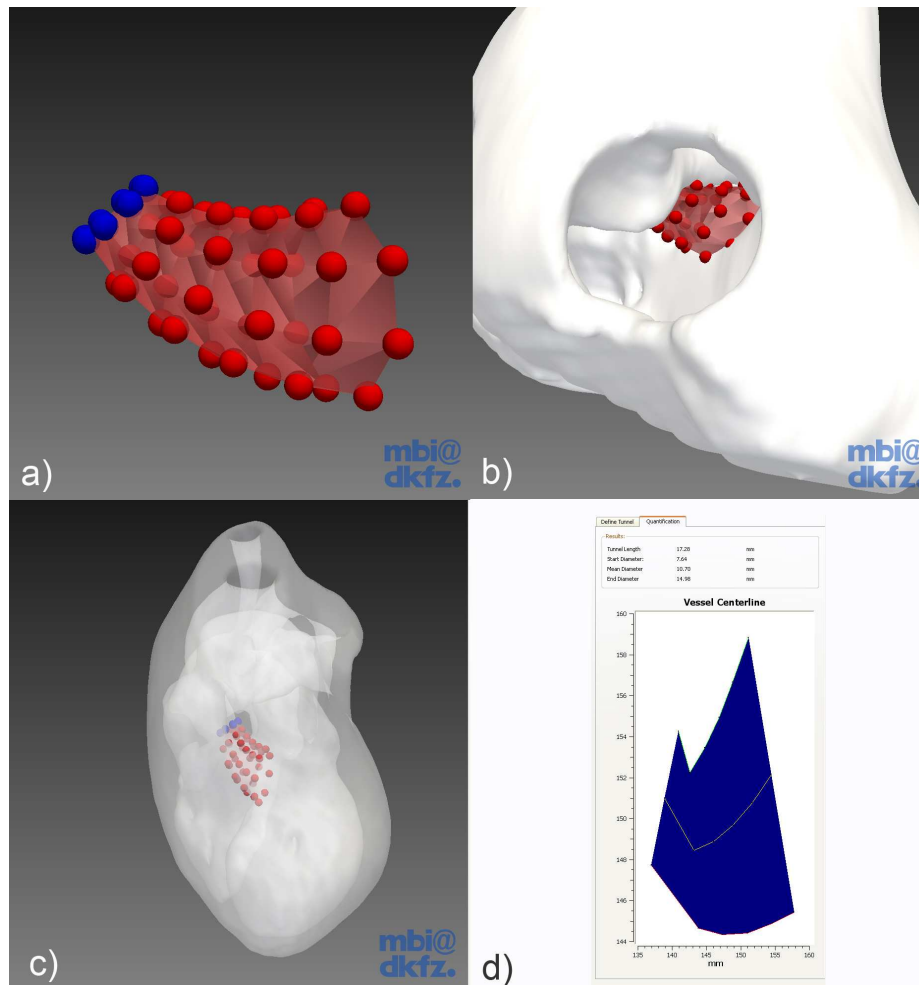 mbi@
dkfz.
a)
mbi@
dkfz.
b)
mbi@
dkfz.
c)
Define Tunnel Quantification
Results:
Tunnel Length 17.28 mm
Start Diameter: 7.64 mm
Mean Diameter 10.70 mm
End Diameter 14.98 mm
Vessel Centerline
160
158
156
154
152
150
148
146
144
135 140 145 150 155 160
mm
d)